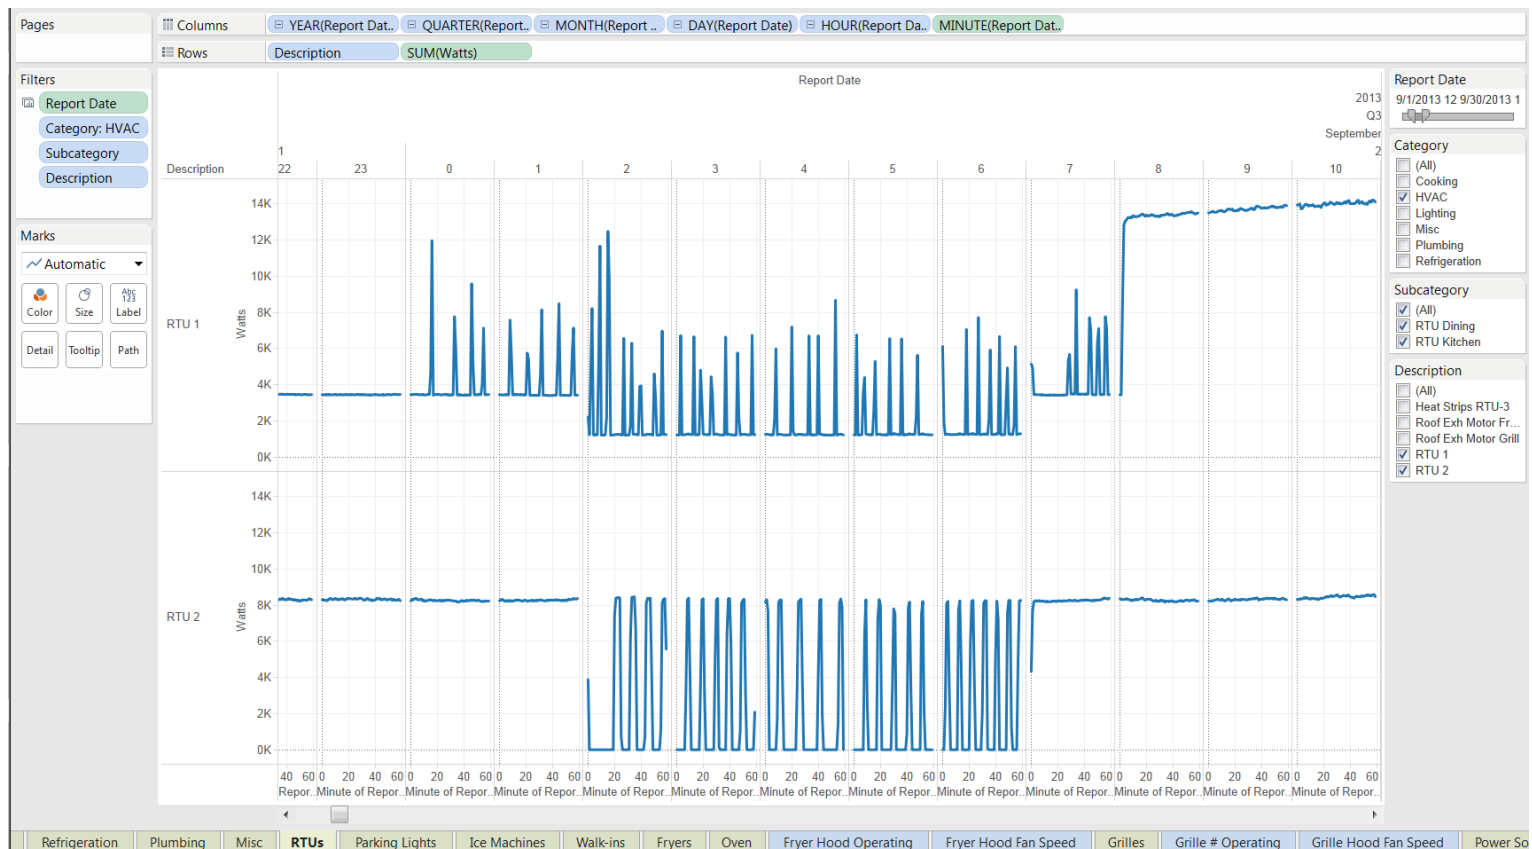 Pages
Columns
YEAR(Report Dat.. QUARTER(Report.. MONTH(Report .. DAY(Report Date) HOUR(Report Da.. MINUTE(Report Dat..
Rows
Description SUM(Watts)
Filters
Report Date
Category: HVAC
Subcategory
Description
Marks
Automatic
Color Size Abc 123 Label
Detail Tooltip Path
Report Date
2013
Q3
September
1 2
Description 22 23 0 1 2 3 4 5 6 7 8 9 10
RTU 1
Watts
14K
12K
10K
8K
6K
4K
2K
0K
RTU 2
Watts
14K
12K
10K
8K
6K
4K
2K
0K
40 60 0 20 40 60 0 20 40 60 0 20 40 60 0 20 40 60 0 20 40 60 0 20 40 60 0 20 40 60 0 20 40 60 0 20 40 60 0 20 40 60 0 20 40 60 0 20 40 60
Repor.. Minute of Repor.. Minute of Repor.. Minute of Repor.. Minute of Repor.. Minute of Repor.. Minute of Repor.. Minute of Repor.. Minute of Repor.. Minute of Repor.. Minute of Repor.. Minute of Repor.. Minute of Repor..
Report Date
9/1/2013 12 9/30/2013 1
Category
(All)
Cooking
HVAC
Lighting
Misc
Plumbing
Refrigeration
Subcategory
(All)
RTU Dining
RTU Kitchen
Description
(All)
Heat Strips RTU-3
Roof Exh Motor Fr...
Roof Exh Motor Grill
RTU 1
RTU 2
Refrigeration Plumbing Misc RTUs Parking Lights Ice Machines Walk-ins Fryers Oven Fryer Hood Operating Fryer Hood Fan Speed Grilles Grille # Operating Grille Hood Fan Speed Power So